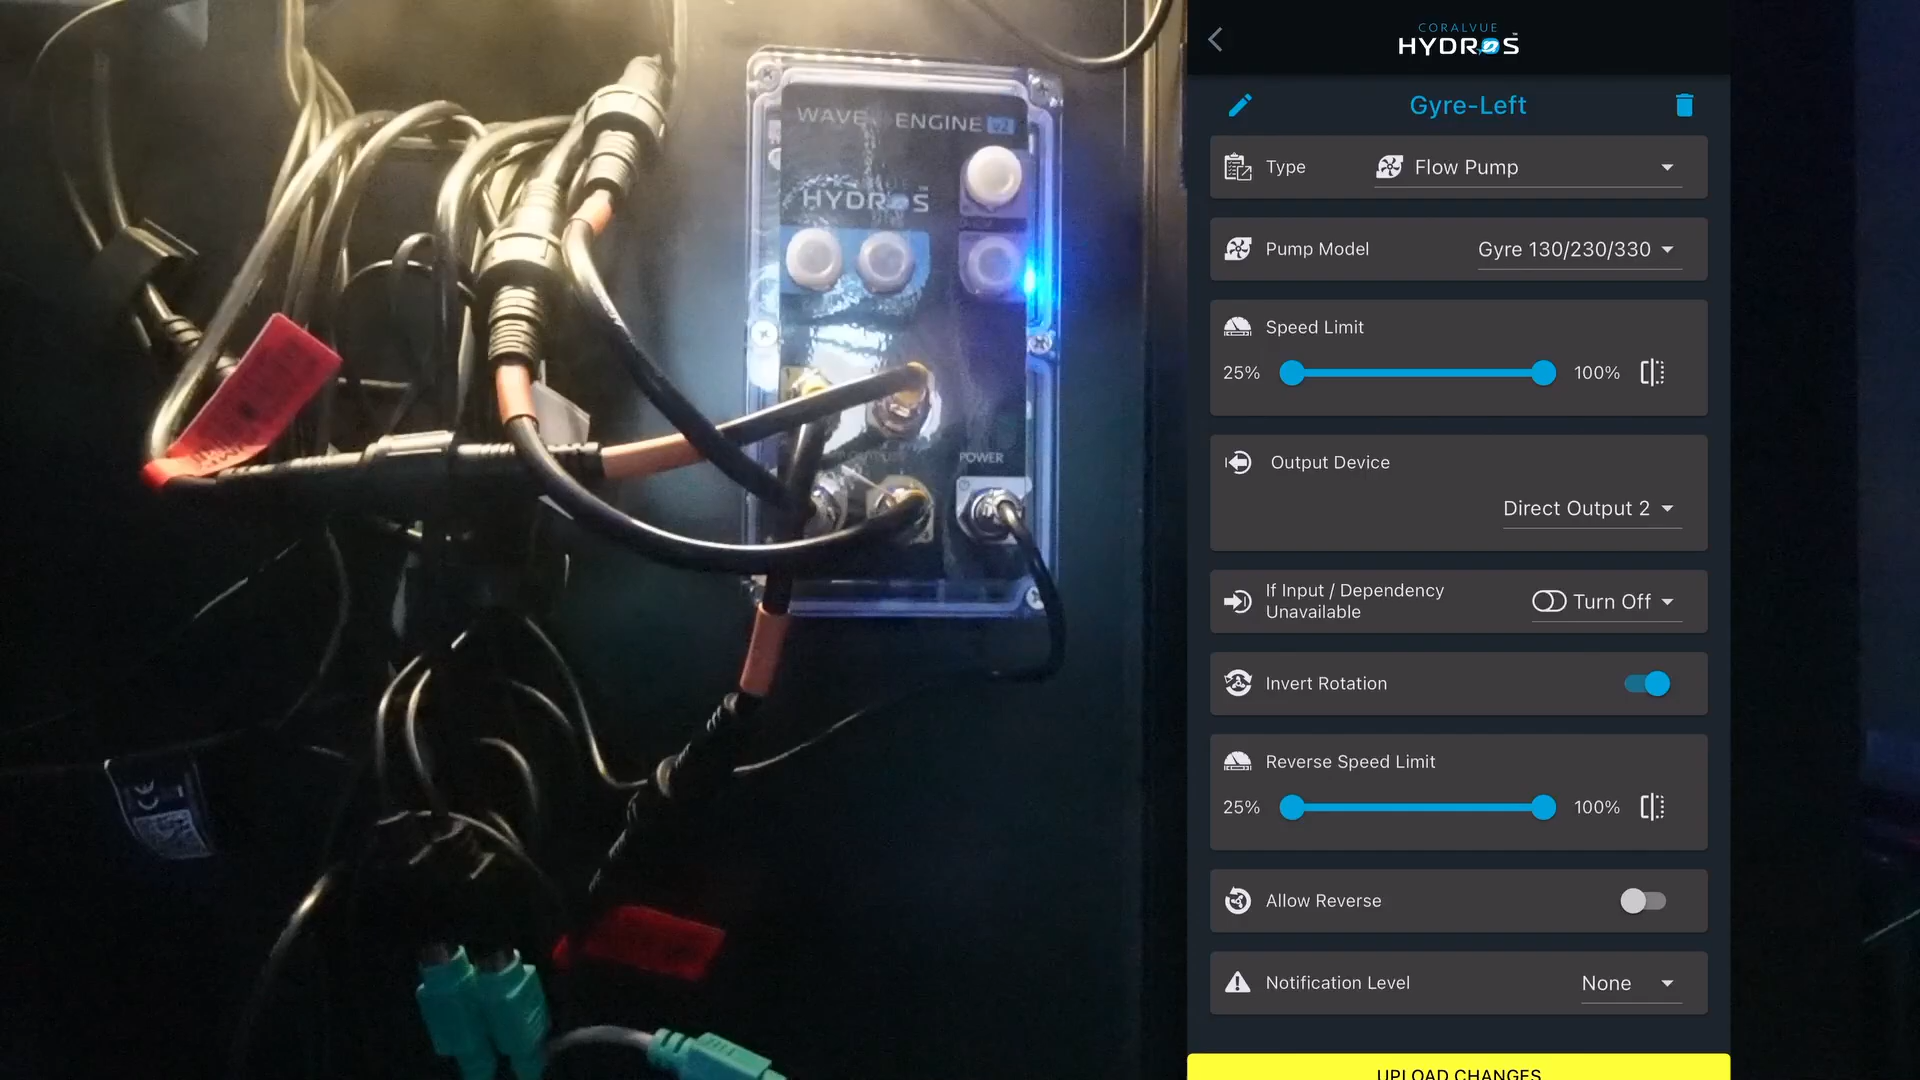 WAVE ENGINE v2
HYDROS
POWER
CE
CORALVUE
HYDROS
Gyre-Left
Type
Flow Pump
Pump Model
Gyre 130/230/330
Speed Limit
25%
100%
Output Device
Direct Output 2
If Input / Dependency
Unavailable
Turn Off
Invert Rotation
Reverse Speed Limit
25%
100%
Allow Reverse
Notification Level
None
UPLOAD CHANGES